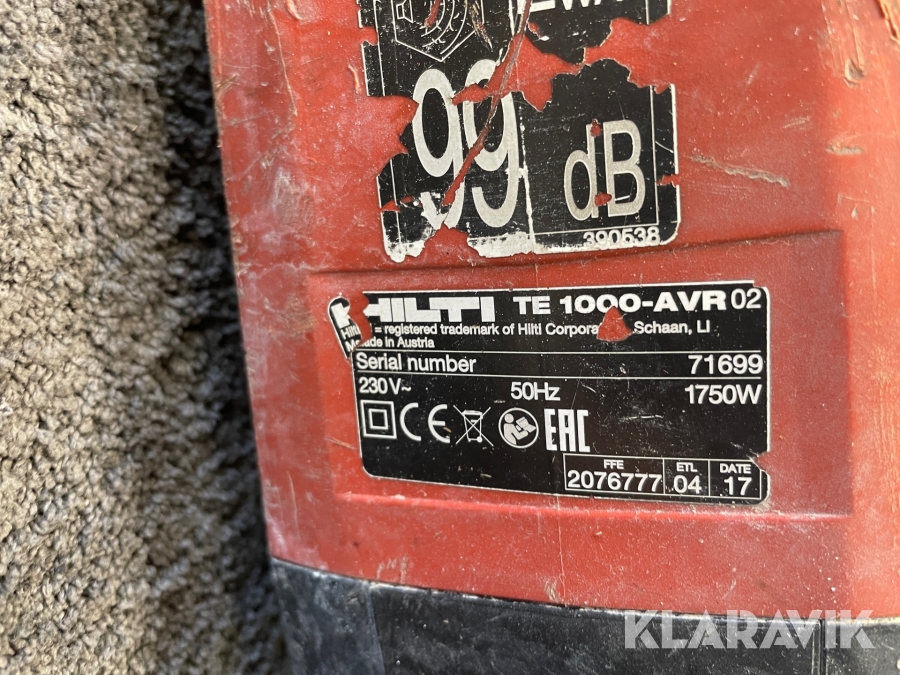 99
dB
390538
HILTI TE 1000-AVR 02
= registered trademark of Hilti Schaan, LI
Made in Austria
Serial number 71699
230V~ 50Hz 1750W
CE EAC
FFE ETL DATE
2076777 04 17
KLARAVIK